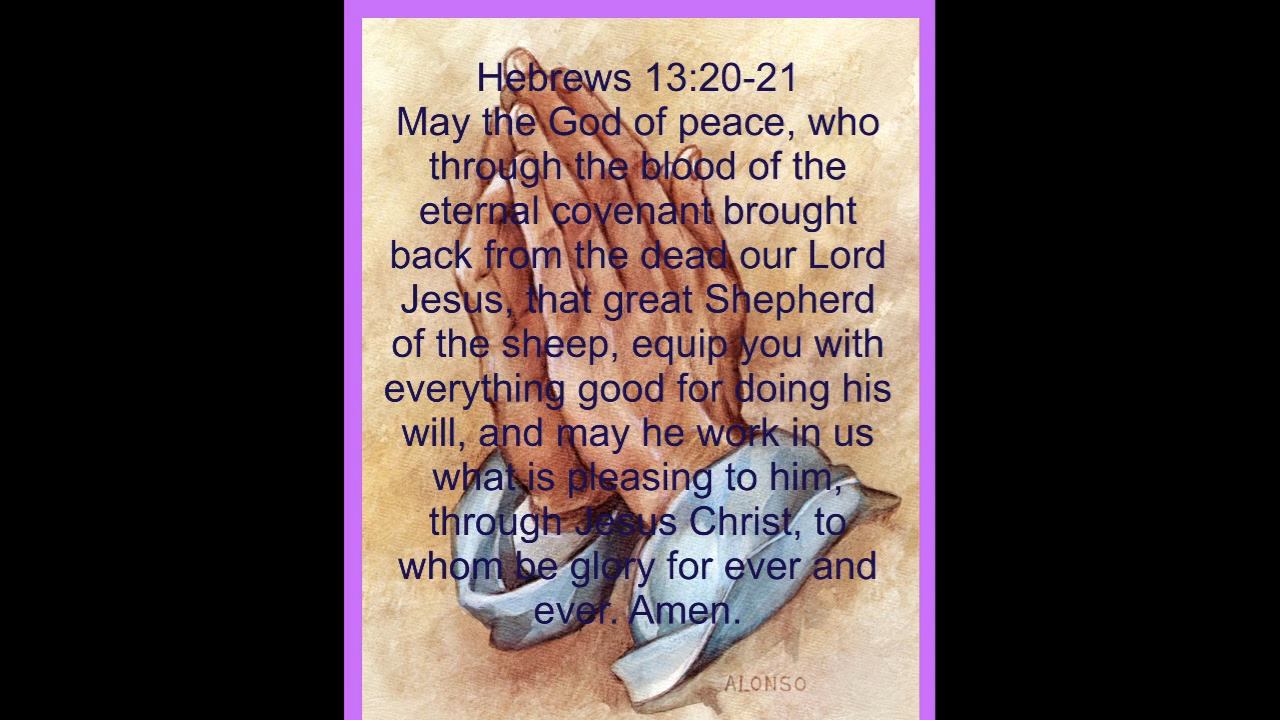 Hebrews 13:20-21
May the God of peace, who
through the blood of the
eternal covenant brought
back from the dead our Lord
Jesus, that great Shepherd
of the sheep, equip you with
everything good for doing his
will, and may he work in us
what is pleasing to him,
through Jesus Christ, to
whom be glory for ever and
ever. Amen.
ALONSO